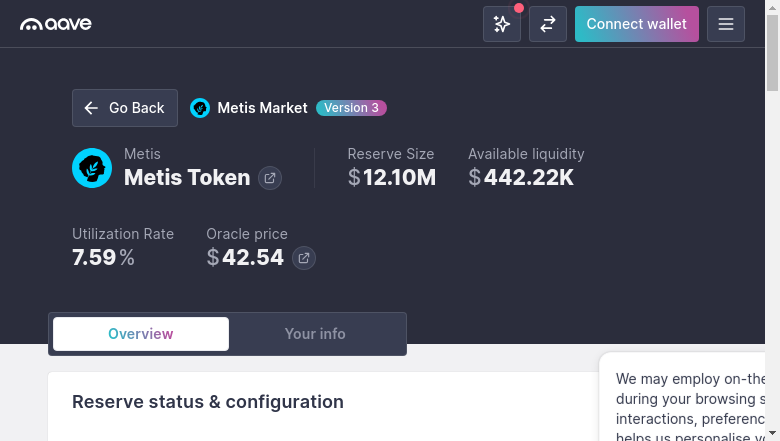 aave
Connect wallet
Go Back
Metis Market
Version 3
Metis
Metis Token
Reserve Size
$12.10M
Available liquidity
$442.22K
Utilization Rate
7.59%
Oracle price
$42.54
Overview
Your info
Reserve status & configuration
We may employ on-the
during your browsing s
interactions, preferenc
helps us personalise yo